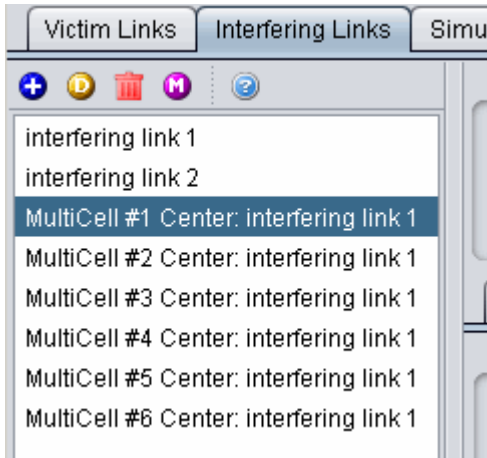 Victim Links Interfering Links Simu
D M ?
interfering link 1
interfering link 2
MultiCell #1 Center: interfering link 1
MultiCell #2 Center: interfering link 1
MultiCell #3 Center: interfering link 1
MultiCell #4 Center: interfering link 1
MultiCell #5 Center: interfering link 1
MultiCell #6 Center: interfering link 1